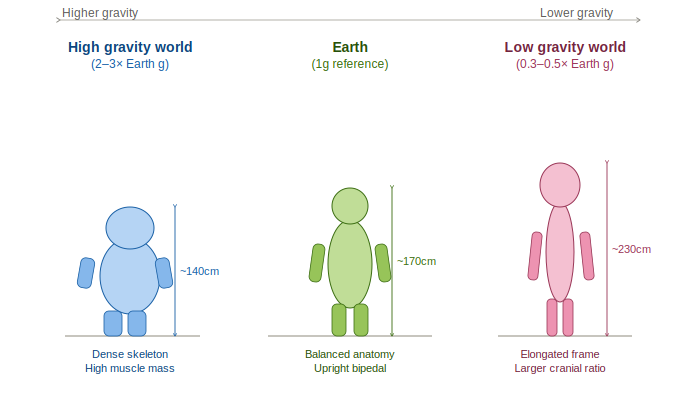 Higher gravity
Lower gravity
High gravity world
(2–3× Earth g)
Earth
(1g reference)
Low gravity world
(0.3–0.5× Earth g)
~140cm
~170cm
~230cm
Dense skeleton
High muscle mass
Balanced anatomy
Upright bipedal
Elongated frame
Larger cranial ratio